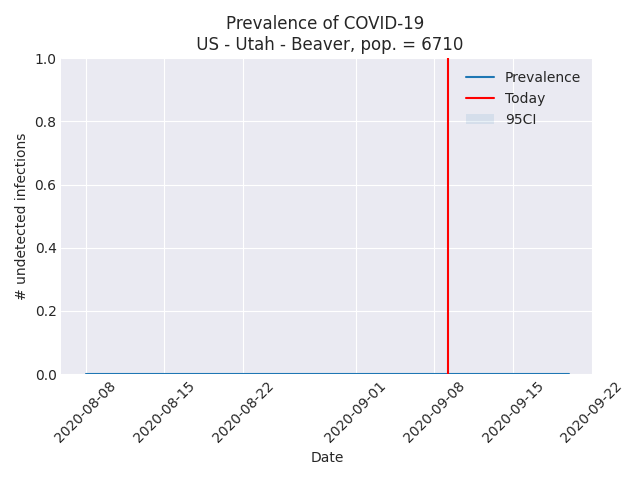 Prevalence of COVID-19
US - Utah - Beaver, pop. = 6710
1.0
0.8
0.6
0.4
0.2
0.0
# undetected infections
Prevalence
Today
95CI
2020-08-08
2020-08-15
2020-08-22
2020-09-01
2020-09-08
2020-09-15
2020-09-22
Date